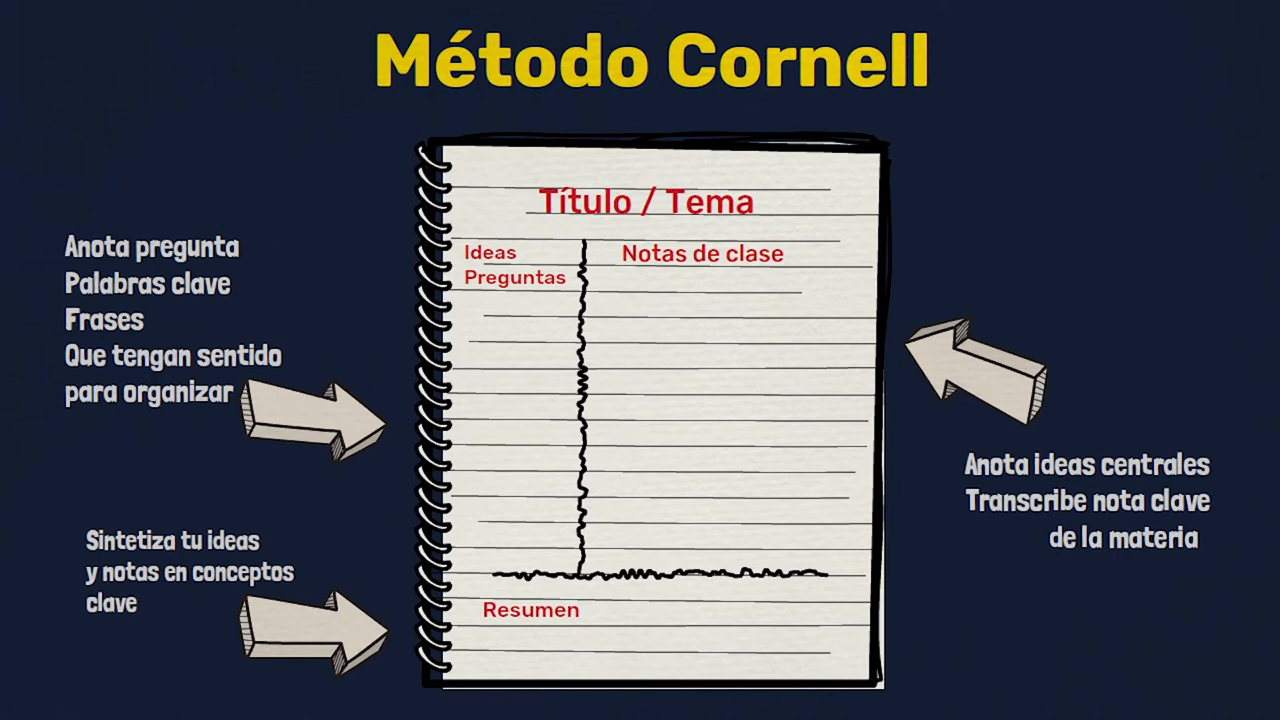 Método Cornell
Título / Tema
Ideas
Preguntas
Notas de clase
Resumen
Anota pregunta
Palabras clave
Frases
Que tengan sentido
para organizar
Sintetiza tu ideas
y notas en conceptos
clave
Anota ideas centrales
Transcribe nota clave
de la materia